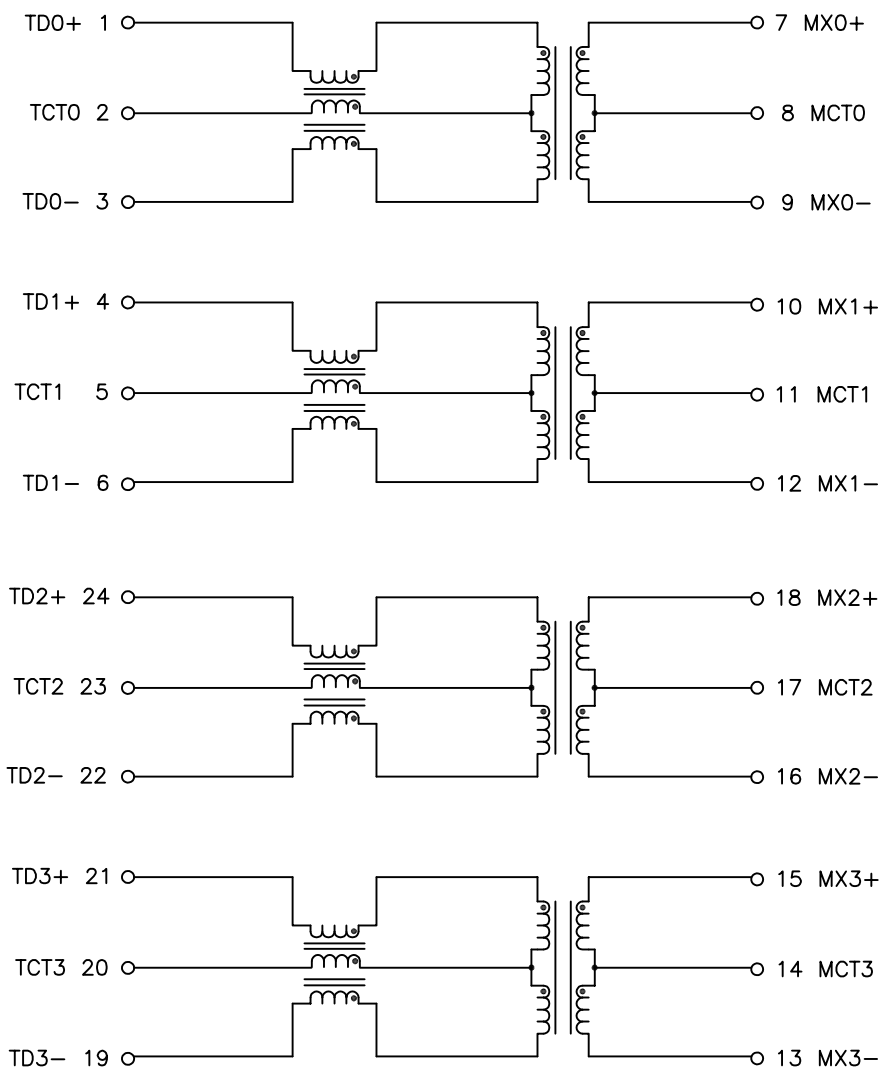 TD0+ 1 7 MX0+
TCT0 2 8 MCT0
TD0− 3 9 MX0−
TD1+ 4 10 MX1+
TCT1 5 11 MCT1
TD1− 6 12 MX1−
TD2+ 24 18 MX2+
TCT2 23 17 MCT2
TD2− 22 16 MX2−
TD3+ 21 15 MX3+
TCT3 20 14 MCT3
TD3− 19 13 MX3−